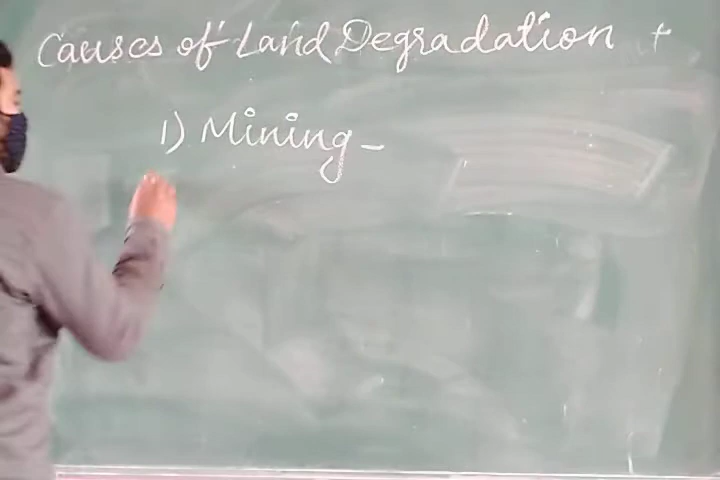 Causes of Land Degradation +
1) Mining -